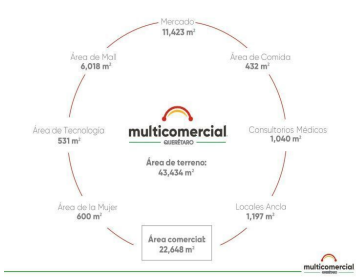 Mercado
11,423 m²
Área de Mall
6,018 m²
Área de Comida
432 m²
Área de Tecnología
531 m²
multicomercial
QUERÉTARO
Consultorios Médicos
1,040 m²
Área de terreno:
43,434 m²
Área de la Mujer
600 m²
Locales Ancla
1,197 m²
Área comercial:
22,648 m²
multicomercial